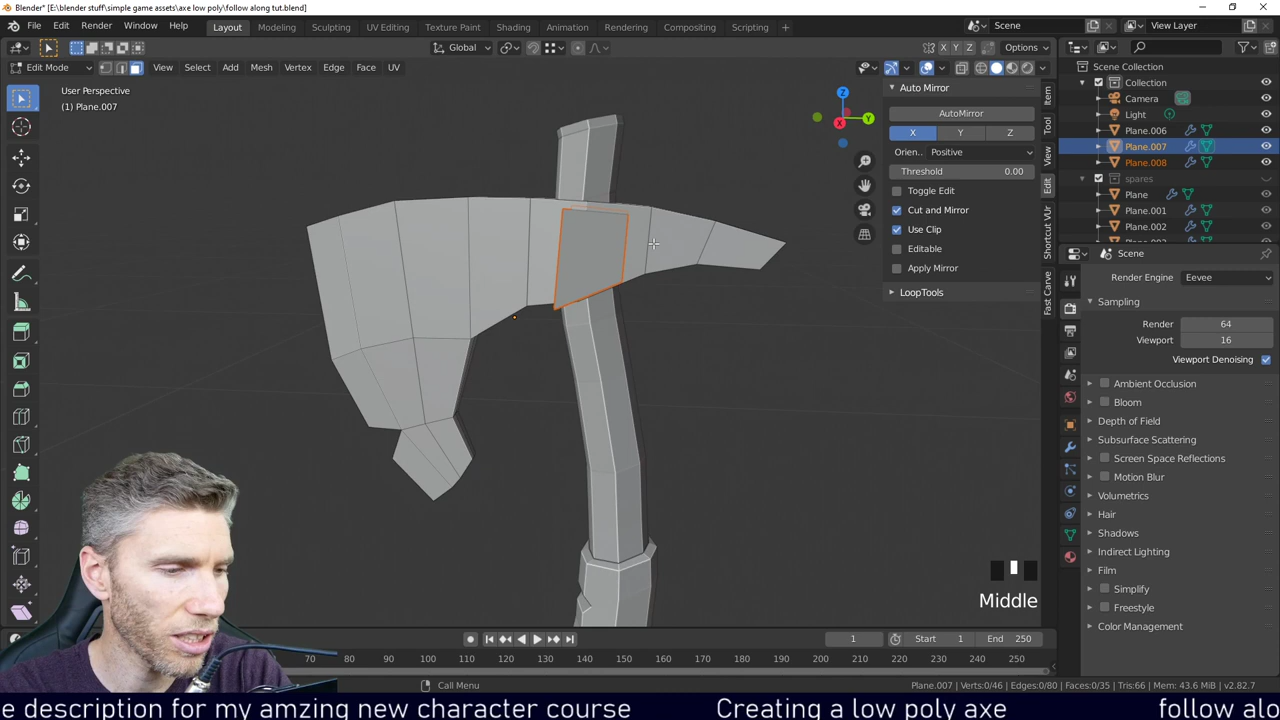 Blender* [E:\blender stuff\simple game assets\axe low poly\follow along tut.blend]
File Edit Render Window Help Layout Modeling Sculpting UV Editing Texture Paint Shading Animation Rendering Compositing Scripting + Scene View Layer
Global X Y Z Options
Edit Mode View Select Add Mesh Vertex Edge Face UV
User Perspective
(1) Plane.007
Z
Y
X
Auto Mirror
AutoMirror
X Y Z
Orien.. Positive
Threshold 0.00
Toggle Edit
Cut and Mirror
Use Clip
Editable
Apply Mirror
LoopTools
Item
Tool
View
Edit
Shortcut VUr
Fast Carve
Scene Collection
Collection
Camera
Light
Plane.006
Plane.007
Plane.008
spares
Plane
Plane.001
Plane.002
Scene
Render Engine Eevee
Sampling
Render 64
Viewport 16
Viewport Denoising
Ambient Occlusion
Bloom
Depth of Field
Subsurface Scattering
Screen Space Reflections
Motion Blur
Volumetrics
Hair
Shadows
Indirect Lighting
Film
Simplify
Freestyle
Color Management
Middle
1 Start 1 End 250
70 80 90 100 110 120 130 140 150 160 170 180 190 200 210 220 230 240 250
Call Menu
Plane.007 | Verts:0/46 | Edges:0/80 | Faces:0/35 | Tris:66 | Mem: 43.6 MiB | v2.82.7
e description for my amzing new character course Creating a low poly axe follow alo